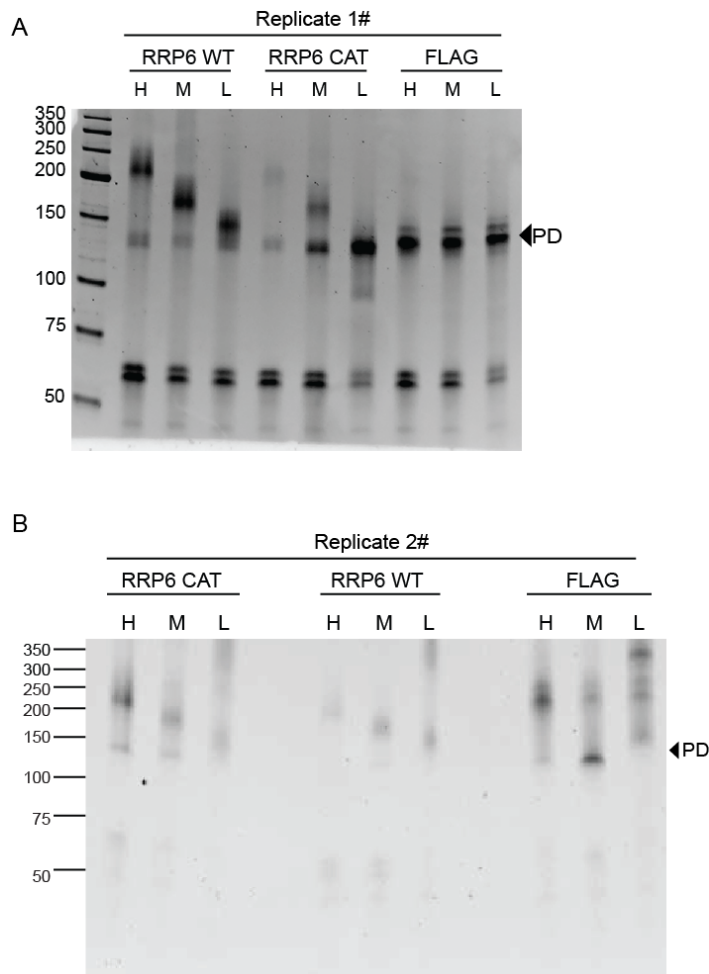 A
Replicate 1#
RRP6 WT RRP6 CAT FLAG
H M L H M L H M L
350
300
250
200
150
PD
100
75
50
B
Replicate 2#
RRP6 CAT RRP6 WT FLAG
H M L H M L H M L
350
300
250
200
150
PD
100
75
50